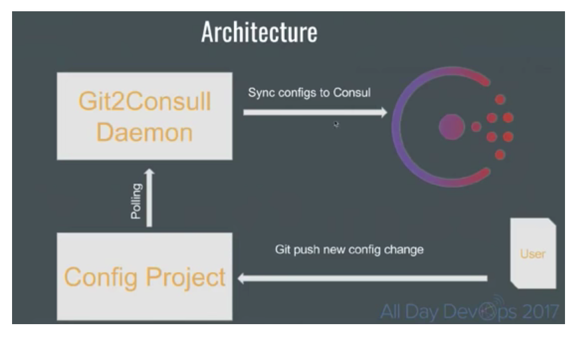 Architecture
Git2Consull
Daemon
Sync configs to Consul
Polling
Git push new config change
Config Project
User
All Day DevOps 2017